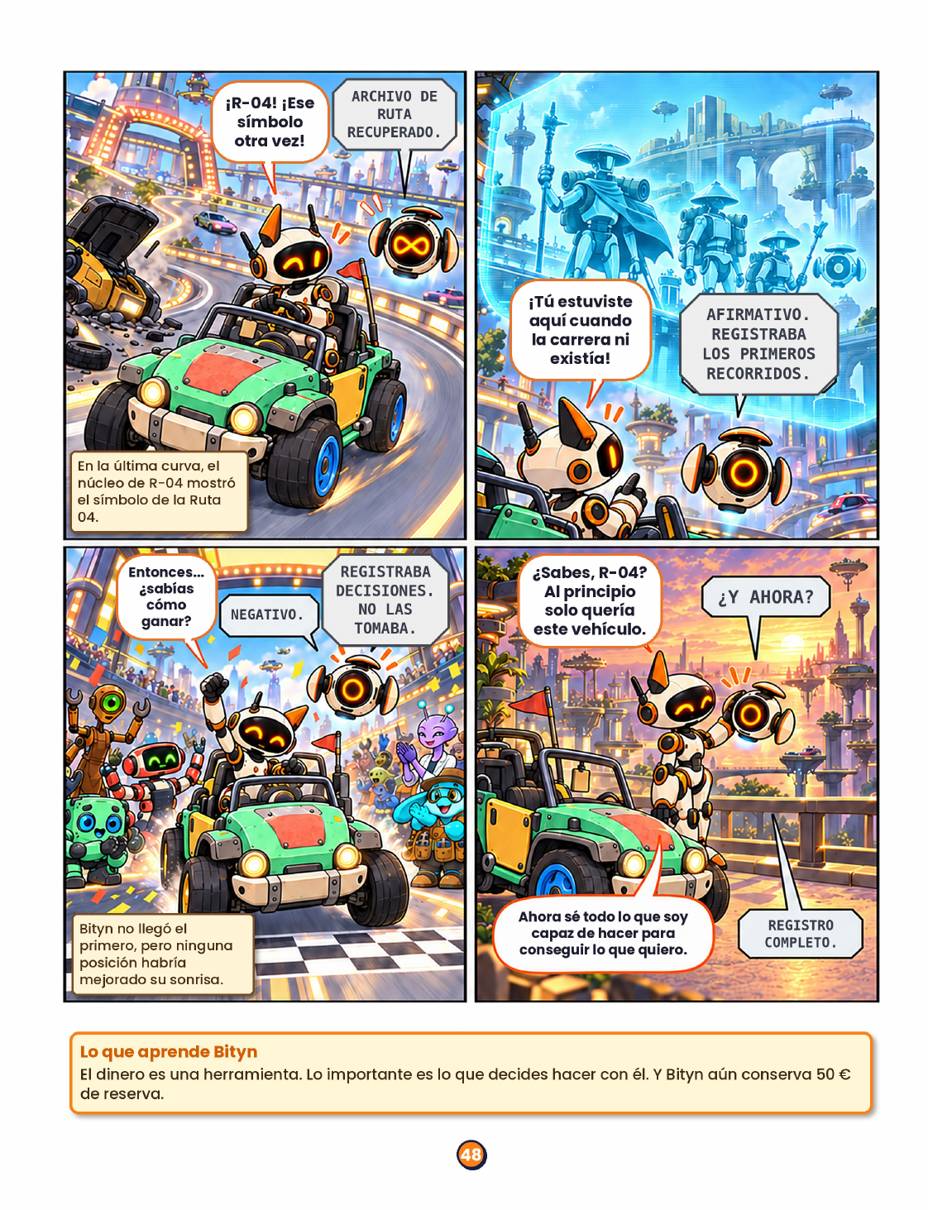 ¡R-04! ¡Ese
símbolo
otra vez!
ARCHIVO DE
RUTA
RECUPERADO.
En la última curva, el
núcleo de R-04 mostró
el símbolo de la Ruta
04.
¡Tú estuviste
aquí cuando
la carrera ni
existía!
AFIRMATIVO.
REGISTRABA
LOS PRIMEROS
RECORRIDOS.
Entonces...
¿sabías
cómo
ganar?
NEGATIVO.
REGISTRABA
DECISIONES.
NO LAS
TOMABA.
Bityn no llegó el
primero, pero ninguna
posición habría
mejorado su sonrisa.
¿Sabes, R-04?
Al principio
solo quería
este vehículo.
¿Y AHORA?
Ahora sé todo lo que soy
capaz de hacer para
conseguir lo que quiero.
REGISTRO
COMPLETO.
Lo que aprende Bityn
El dinero es una herramienta. Lo importante es lo que decides hacer con él. Y Bityn aún conserva 50 €
de reserva.
48